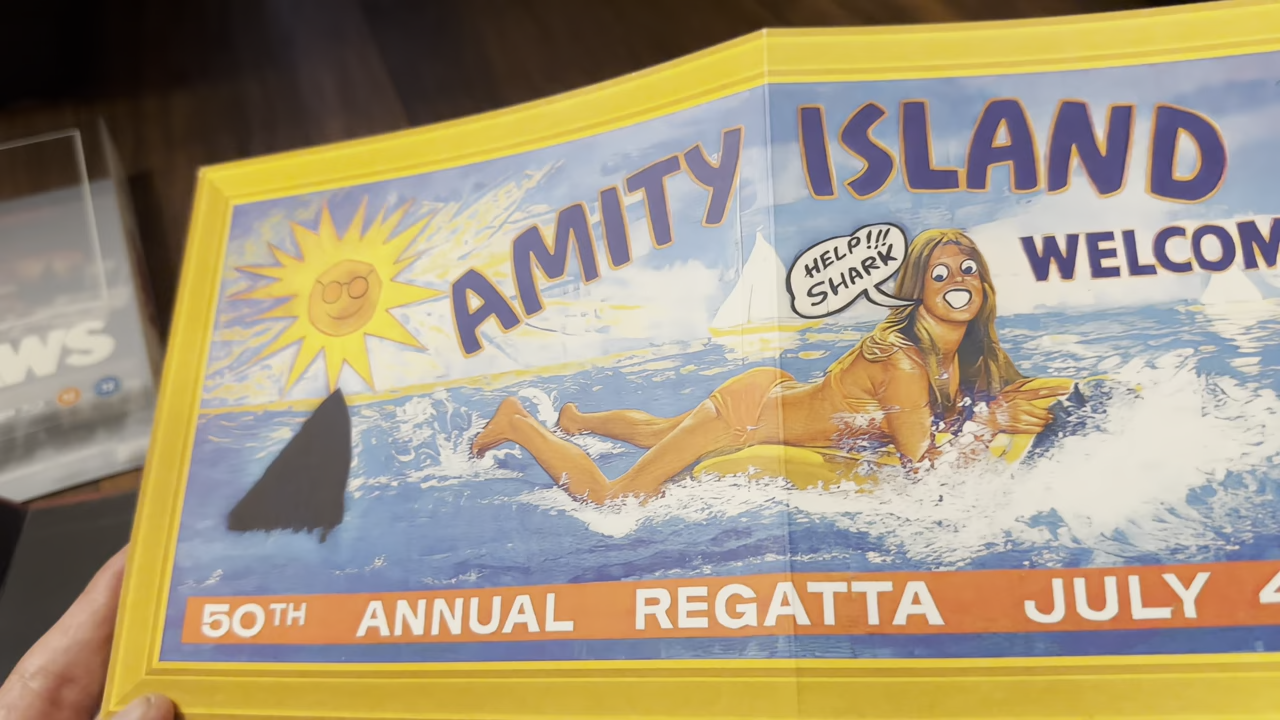 AMITY ISLAND
WELCOM
HELP!!!
SHARK
50TH ANNUAL REGATTA JULY 4
WS